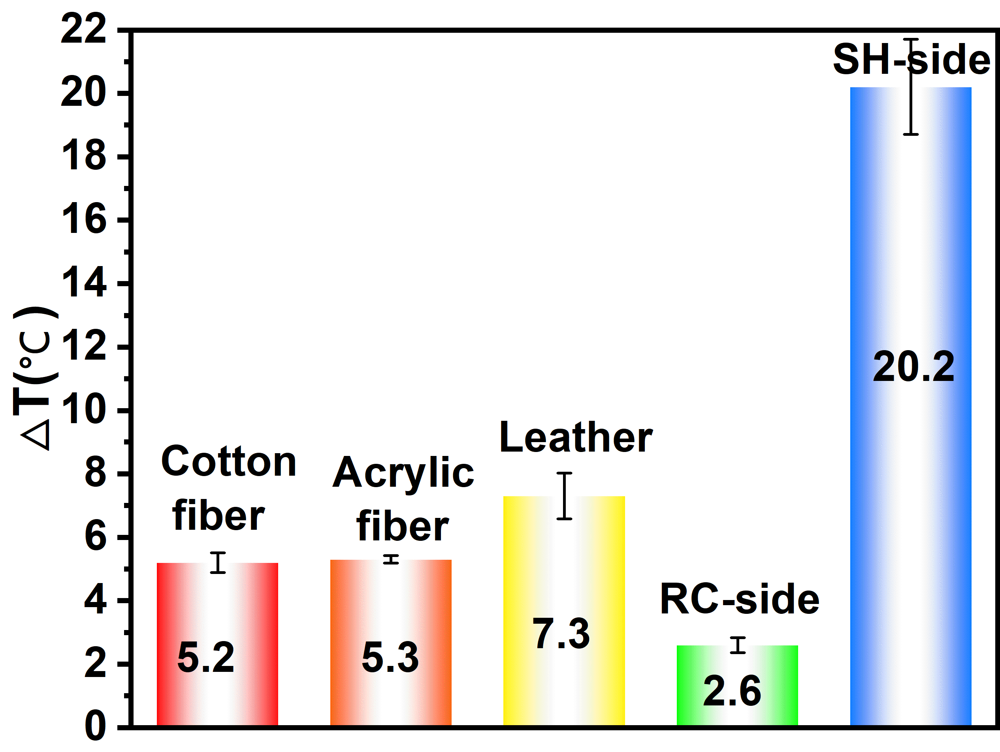 △T(℃)
22
20
18
16
14
12
10
8
6
4
2
0
Cotton
fiber
5.2
Acrylic
fiber
5.3
Leather
7.3
RC-side
2.6
SH-side
20.2